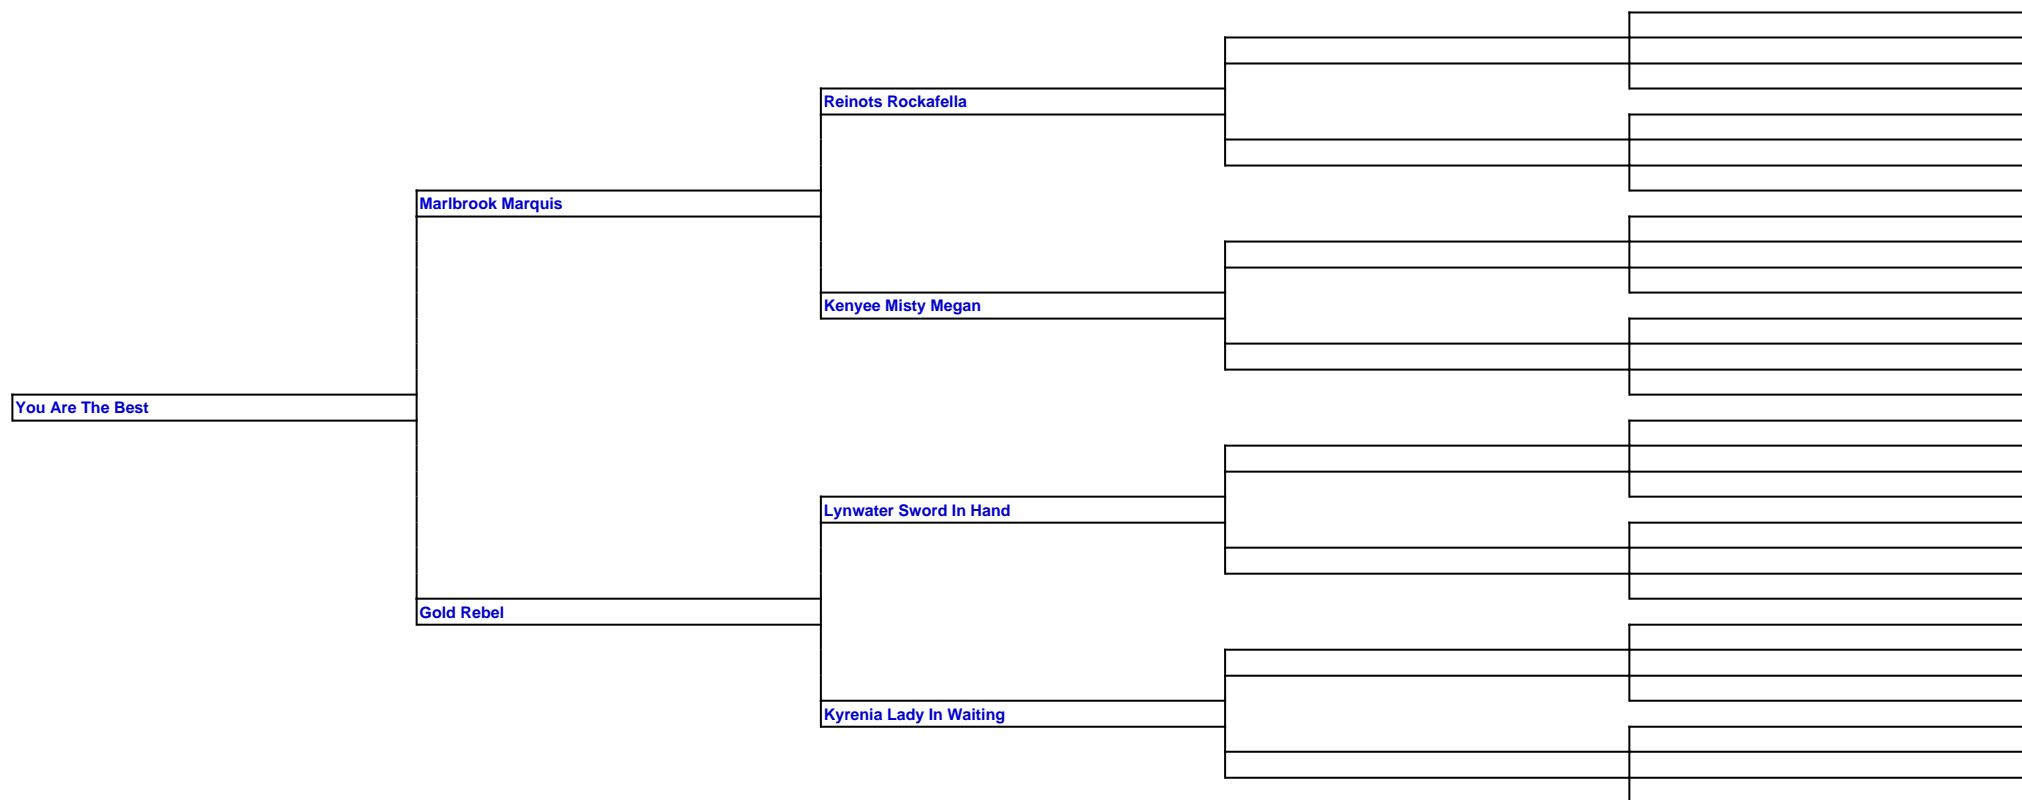 Reinots Rockafella
Marlbrook Marquis
Kenyee Misty Megan
You Are The Best
Lynwater Sword In Hand
Gold Rebel
Kyrenia Lady In Waiting